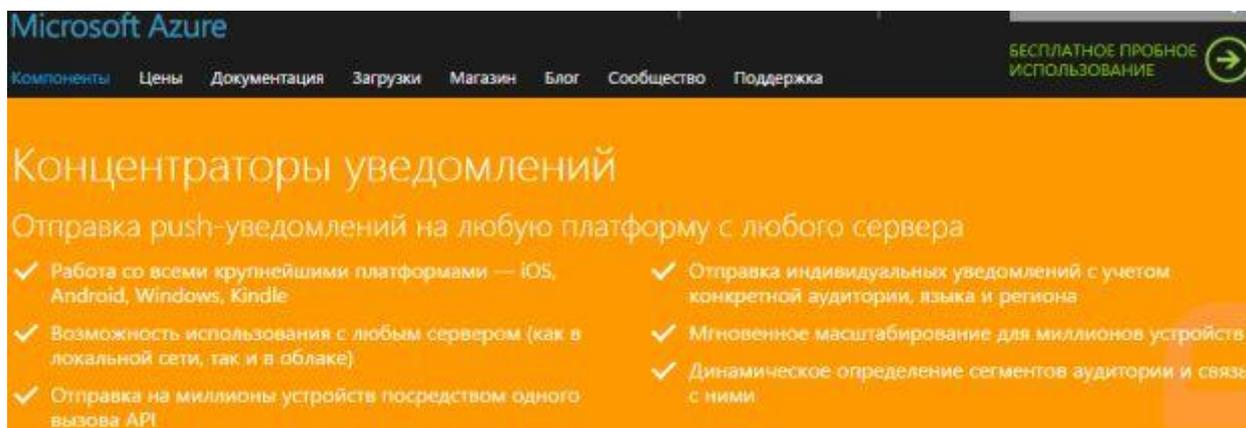 Microsoft Azure
БЕСПЛАТНОЕ ПРОБНОЕ
ИСПОЛЬЗОВАНИЕ
Компоненты Цены Документация Загрузки Магазин Блог Сообщество Поддержка
Концентраторы уведомлений
Отправка push-уведомлений на любую платформу с любого сервера
Работа со всеми крупнейшими платформами — iOS,
Android, Windows, Kindle
Возможность использования с любым сервером (как в
локальной сети, так и в облаке)
Отправка на миллионы устройств посредством одного
вызова API
Отправка индивидуальных уведомлений с учетом
конкретной аудитории, языка и региона
Мгновенное масштабирование для миллионов устройств
Динамическое определение сегментов аудитории и связь
с ними